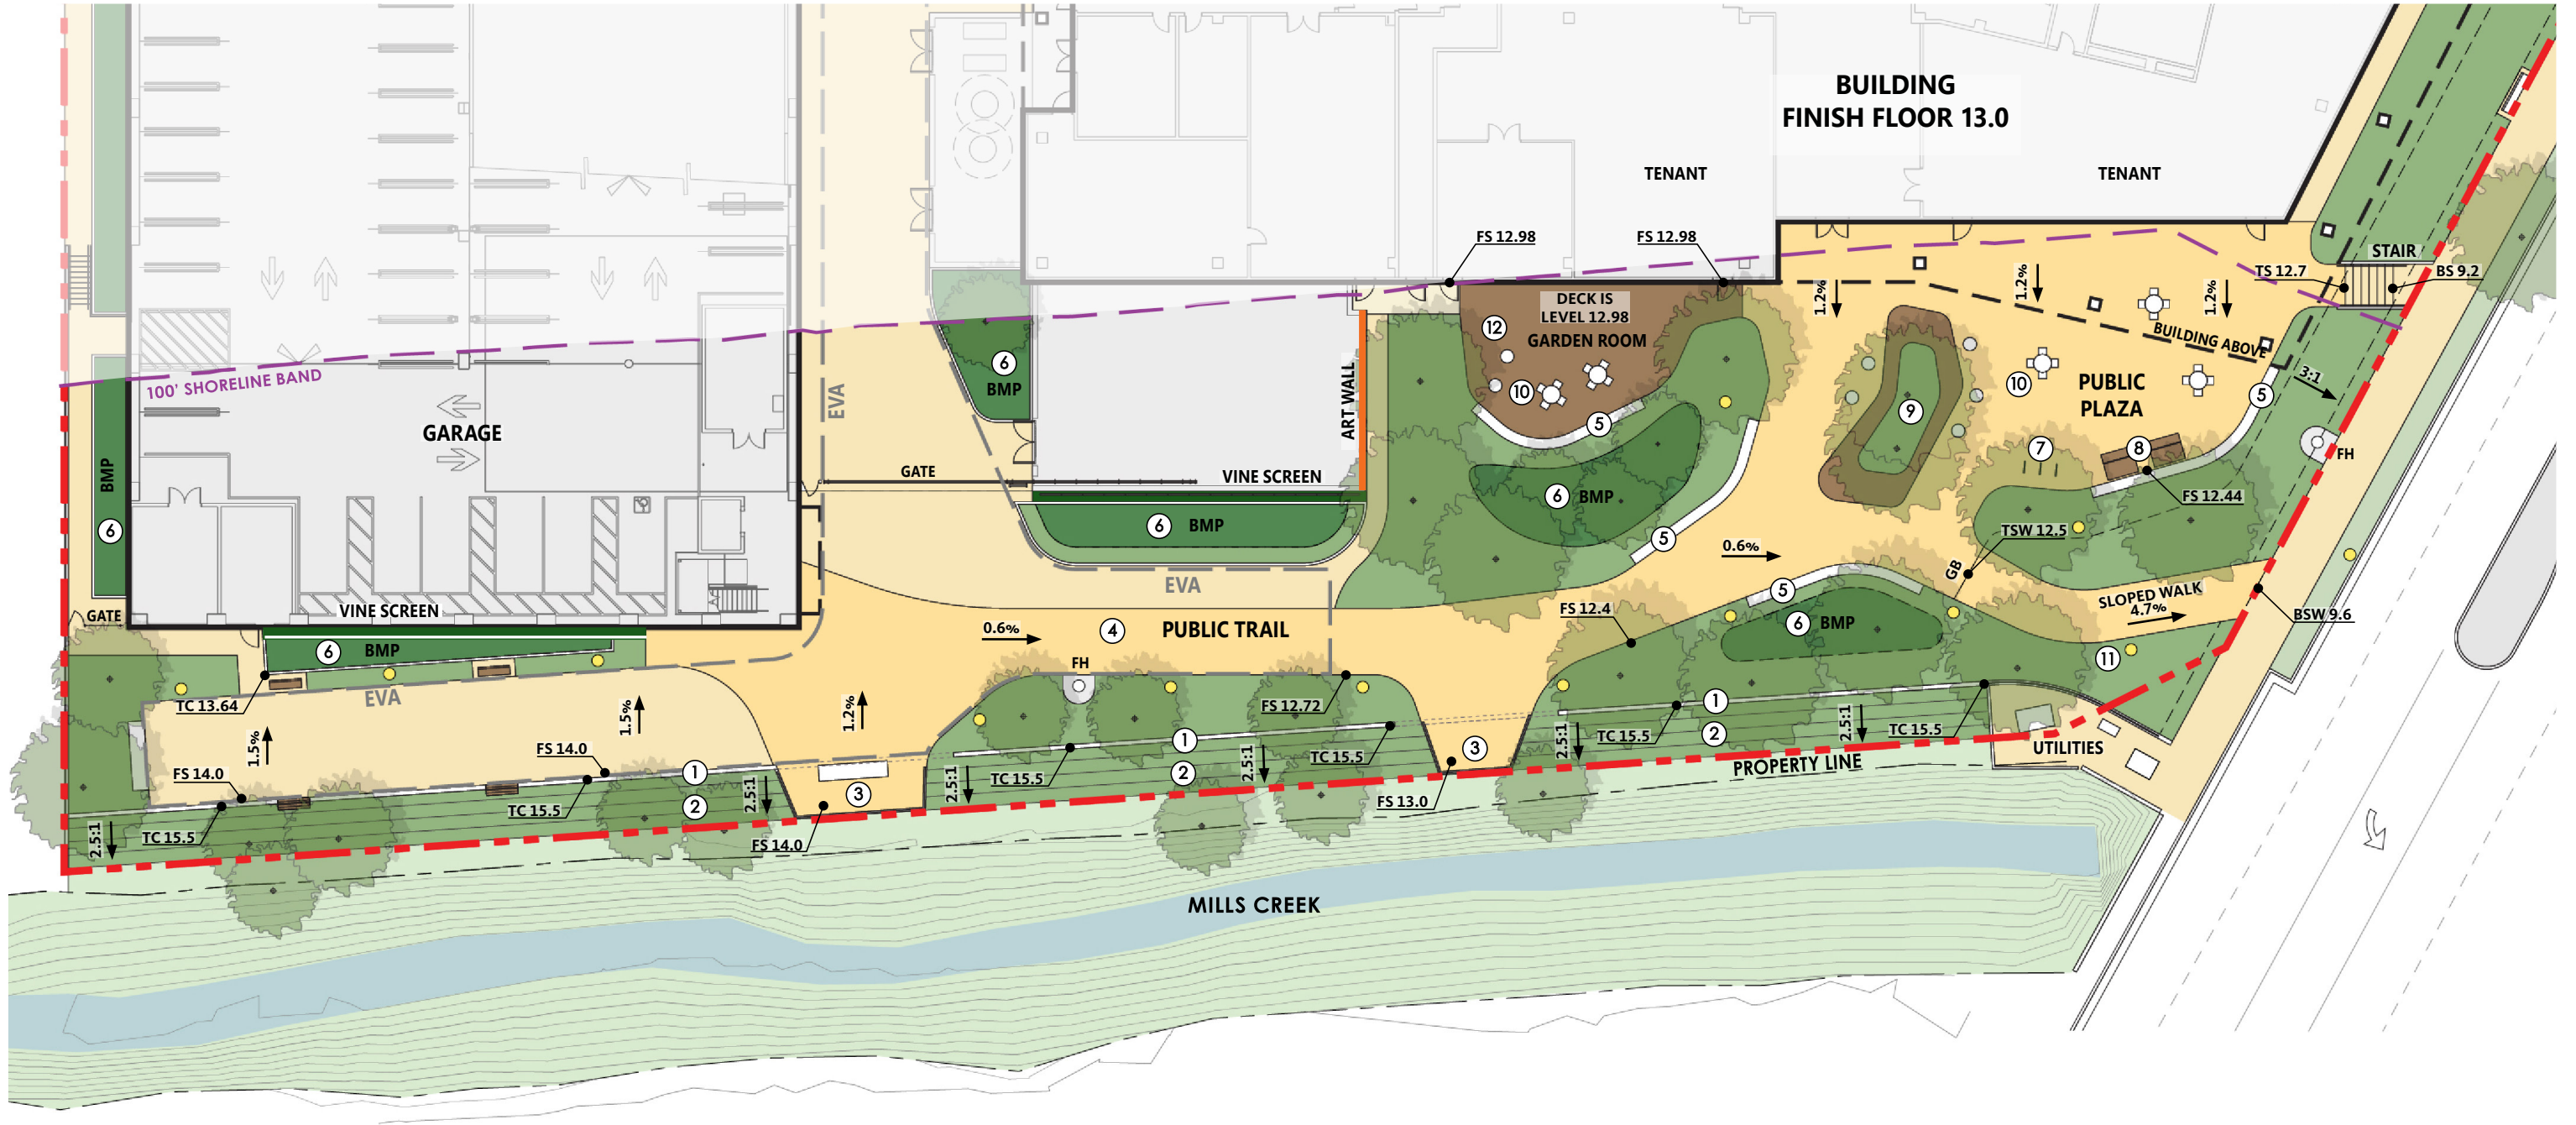 BUILDING
FINISH FLOOR 13.0
TENANT
TENANT
FS 12.98
FS 12.98
STAIR
TS 12.7
BS 9.2
1.2%
1.2%
1.2%
DECK IS
LEVEL 12.98
12
GARDEN ROOM
BUILDING ABOVE
100' SHORELINE BAND
6
BMP
EVA
ART WALL
10
10
PUBLIC
PLAZA
3:1
5
5
9
GARAGE
7
8
FH
BMP
6
GATE
VINE SCREEN
6
BMP
FS 12.44
6
BMP
5
TSW 12.5
0.6%
GB
EVA
5
SLOPED WALK
4.7%
GATE
VINE SCREEN
FS 12.4
6
BMP
BSW 9.6
6
BMP
0.6%
4
PUBLIC TRAIL
11
FH
EVA
TC 13.64
FS 12.72
1.5%
1.5%
1.2%
1
TC 15.5
2
2.5:1
TC 15.5
UTILITIES
FS 14.0
FS 14.0
1
1
TC 15.5
3
2.5:1
PROPERTY LINE
TC 15.5
2
2.5:1
2.5:1
TC 15.5
2
2.5:1
3
FS 13.0
TC 15.5
2.5:1
FS 14.0
MILLS CREEK